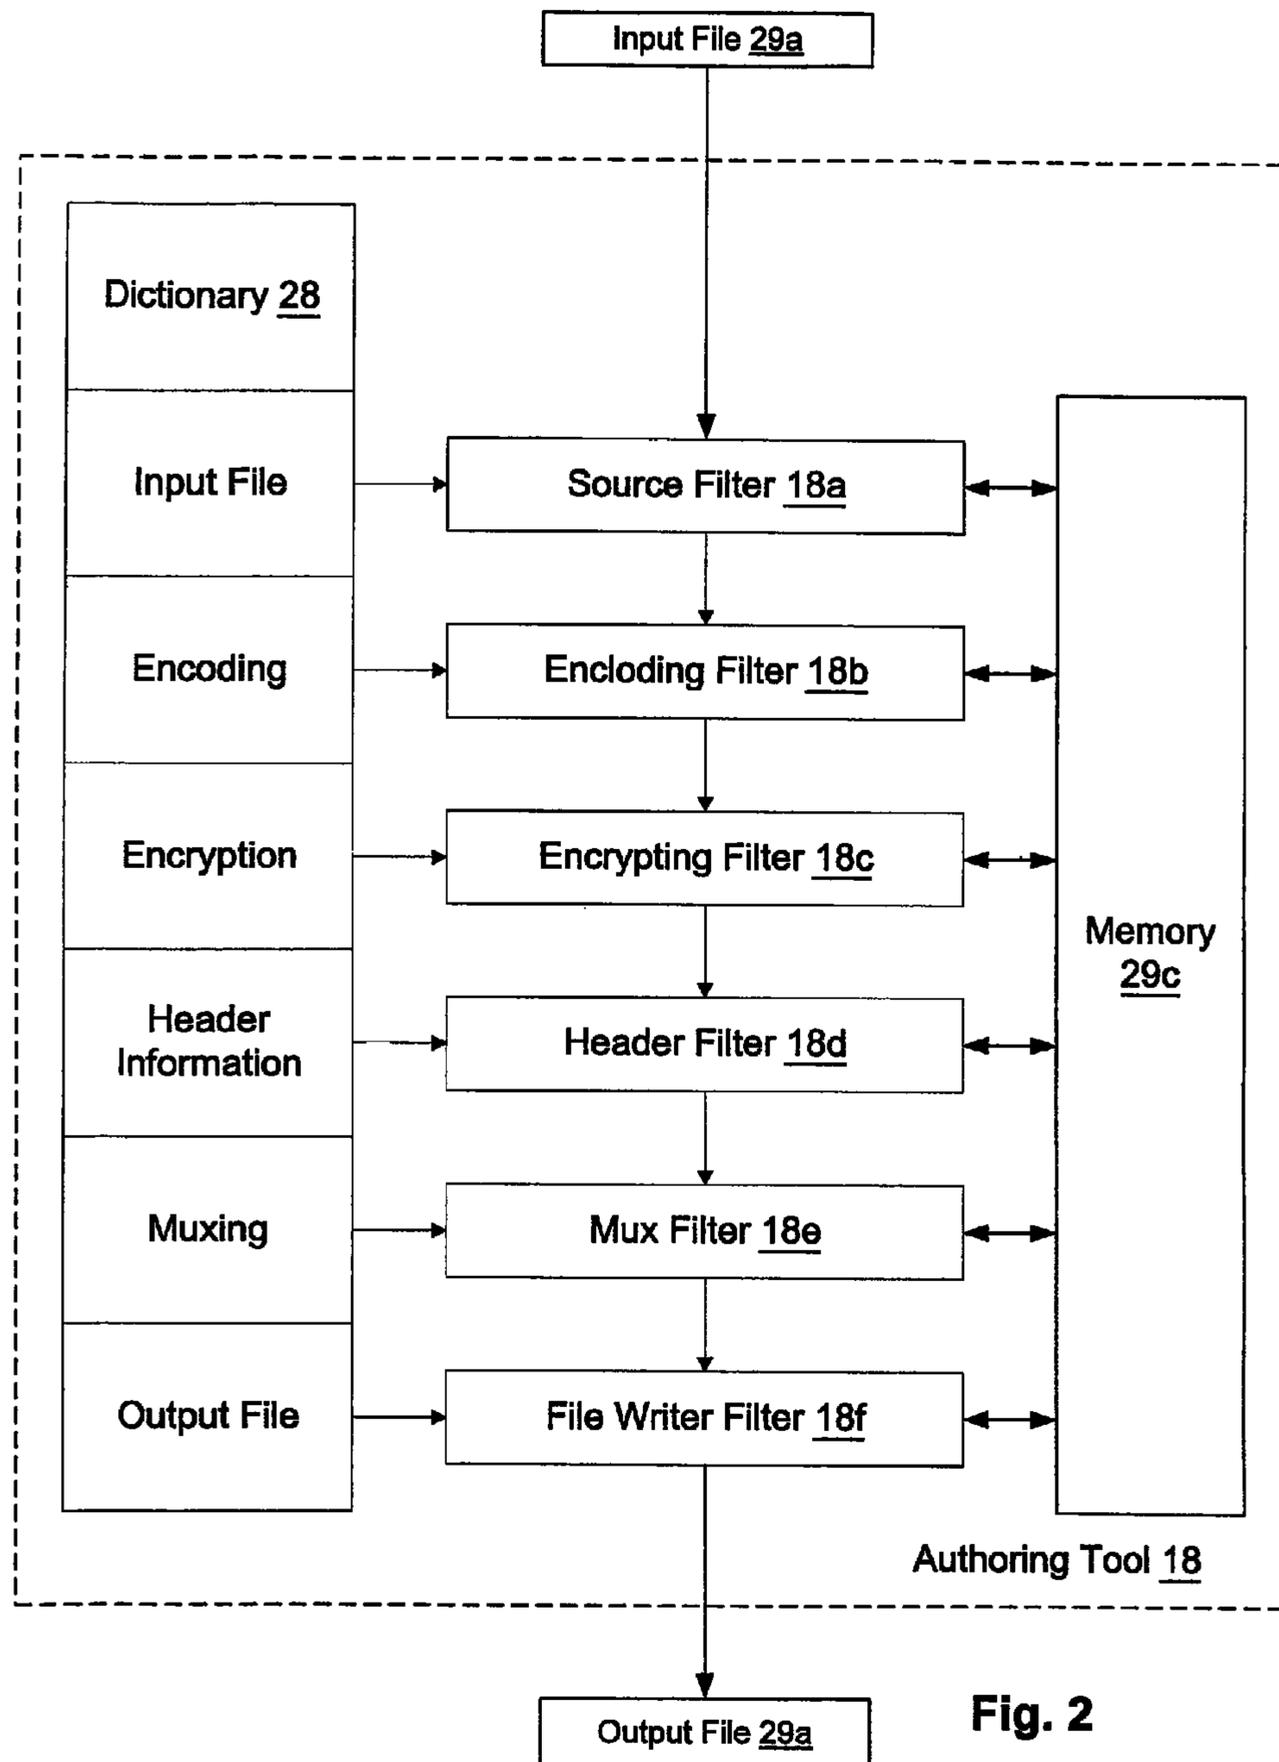 Input File 29a
Dictionary 28
Input File
Source Filter 18a
Encoding
Encloding Filter 18b
Encryption
Encrypting Filter 18c
Memory
29c
Header
Information
Header Filter 18d
Muxing
Mux Filter 18e
Output File
File Writer Filter 18f
Authoring Tool 18
Output File 29a
Fig. 2